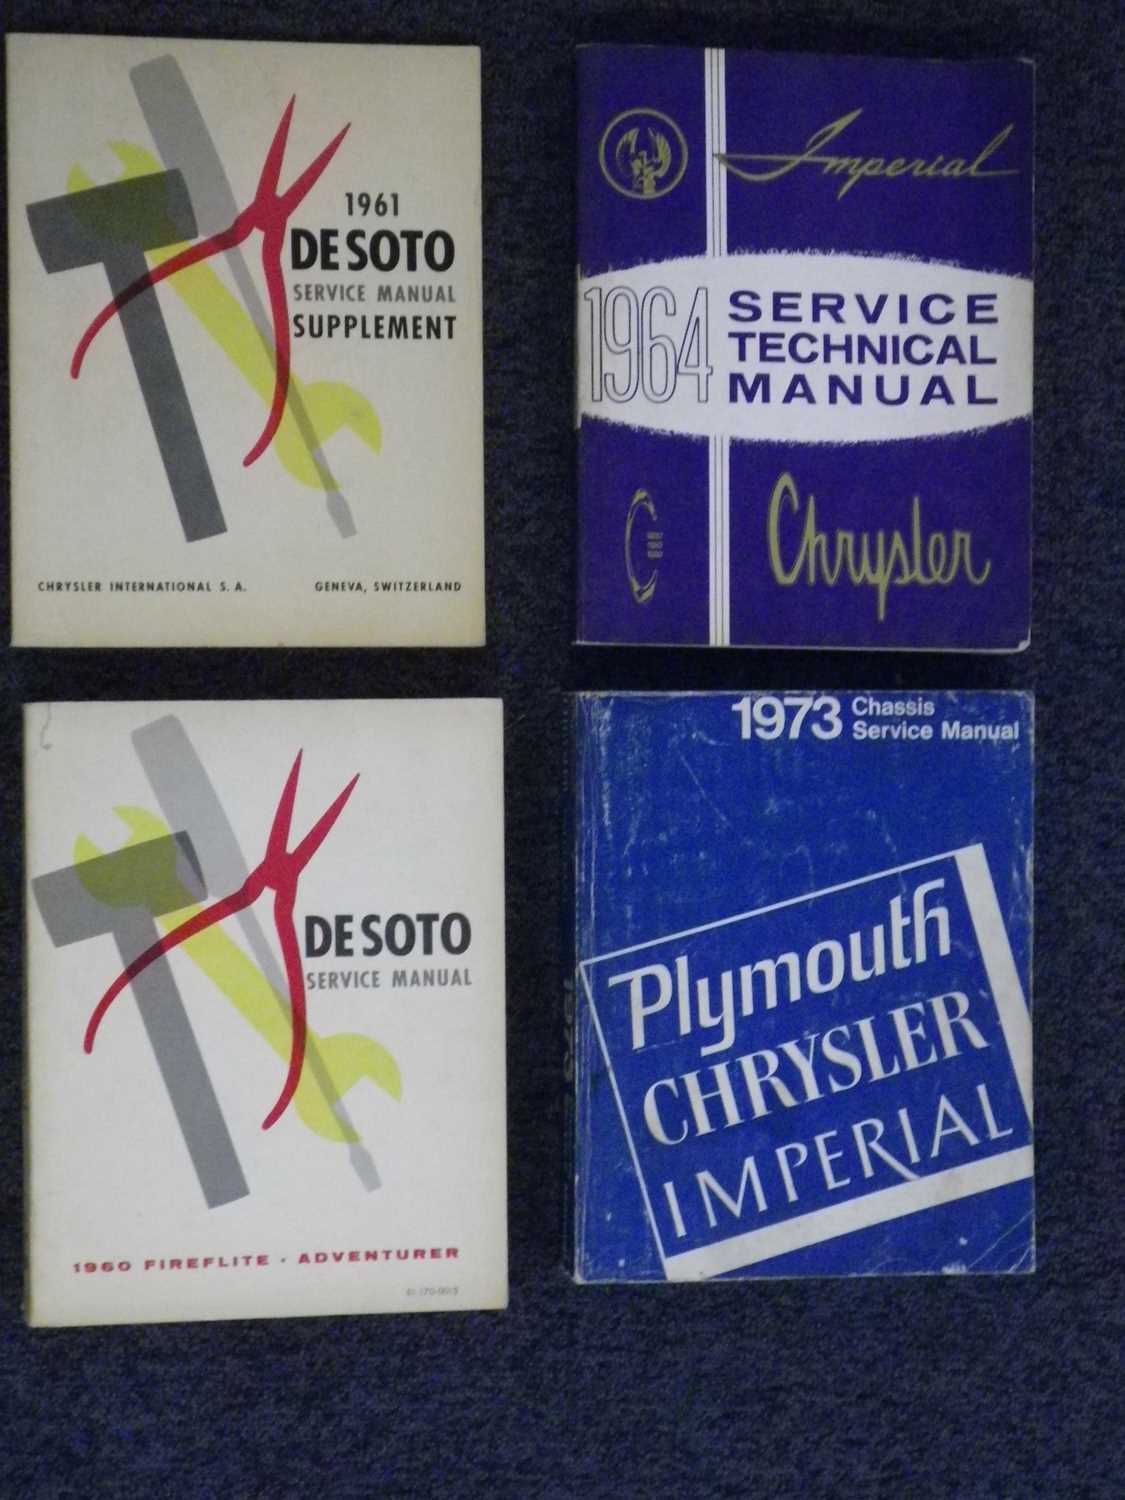 1961
DESOTO
SERVICE MANUAL
SUPPLEMENT
CHRYSLER INTERNATIONAL S. A.
GENEVA, SWITZERLAND
Imperial
1964
SERVICE
TECHNICAL
MANUAL
Chrysler
DESOTO
SERVICE MANUAL
1960 FIREFLITE • ADVENTURER
1973
Chassis
Service Manual
Plymouth
CHRYSLER
IMPERIAL